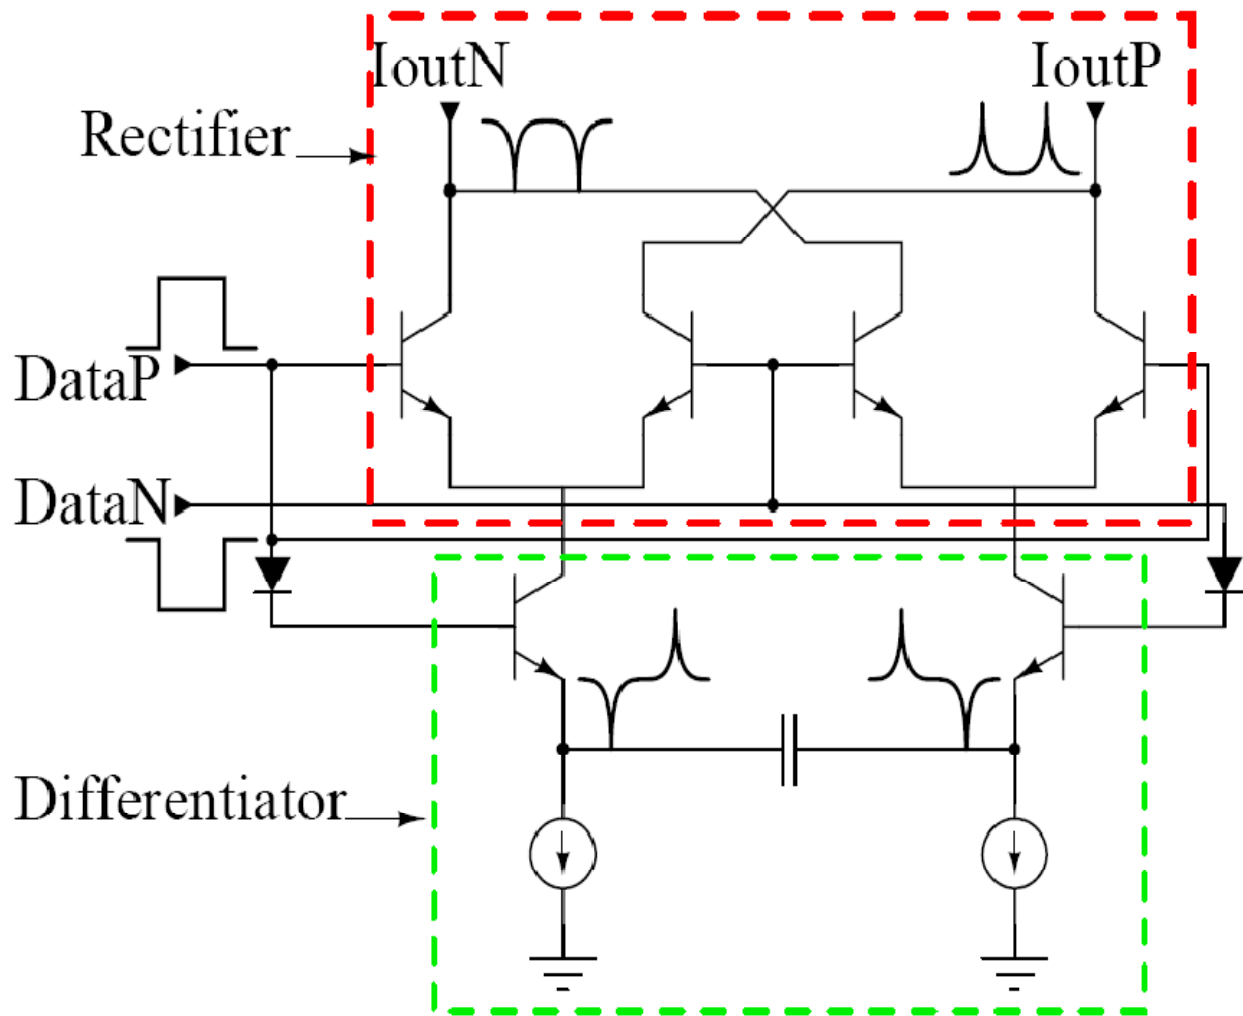 IoutN
IoutP
Rectifier
DataP
DataN
Differentiator